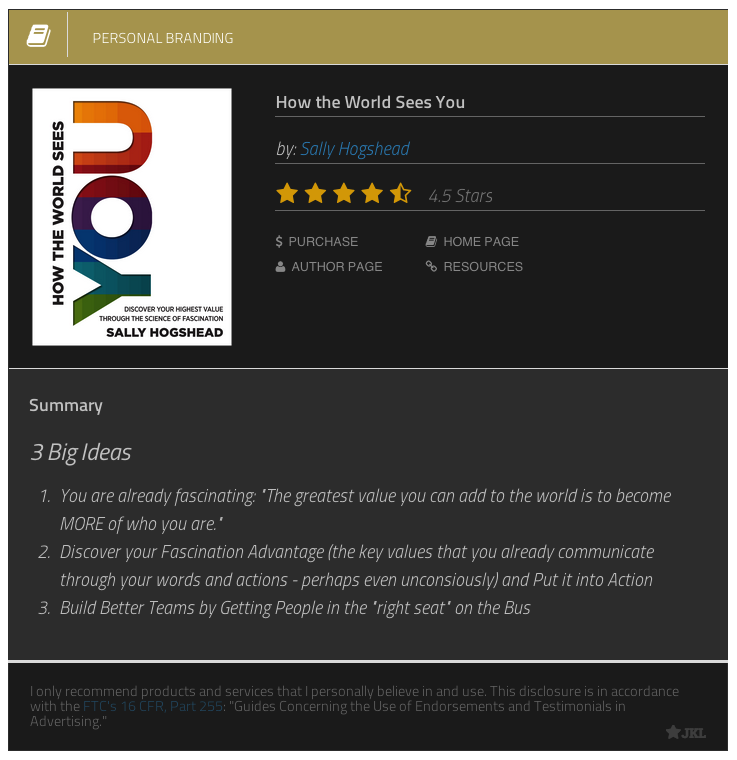 PERSONAL BRANDING
HOW THE WORLD SEES
YOU
DISCOVER YOUR HIGHEST VALUE
THROUGH THE SCIENCE OF FASCINATION
SALLY HOGSHEAD
How the World Sees You
by: Sally Hogshead
4.5 Stars
PURCHASE
HOME PAGE
AUTHOR PAGE
RESOURCES
Summary
3 Big Ideas
1. You are already fascinating: "The greatest value you can add to the world is to become
MORE of who you are."
2. Discover your Fascination Advantage (the key values that you already communicate
through your words and actions - perhaps even unconsiously) and Put it into Action
3. Build Better Teams by Getting People in the "right seat" on the Bus
I only recommend products and services that I personally believe in and use. This disclosure is in accordance
with the FTC's 16 CFR, Part 255: "Guides Concerning the Use of Endorsements and Testimonials in
Advertising."
JKL